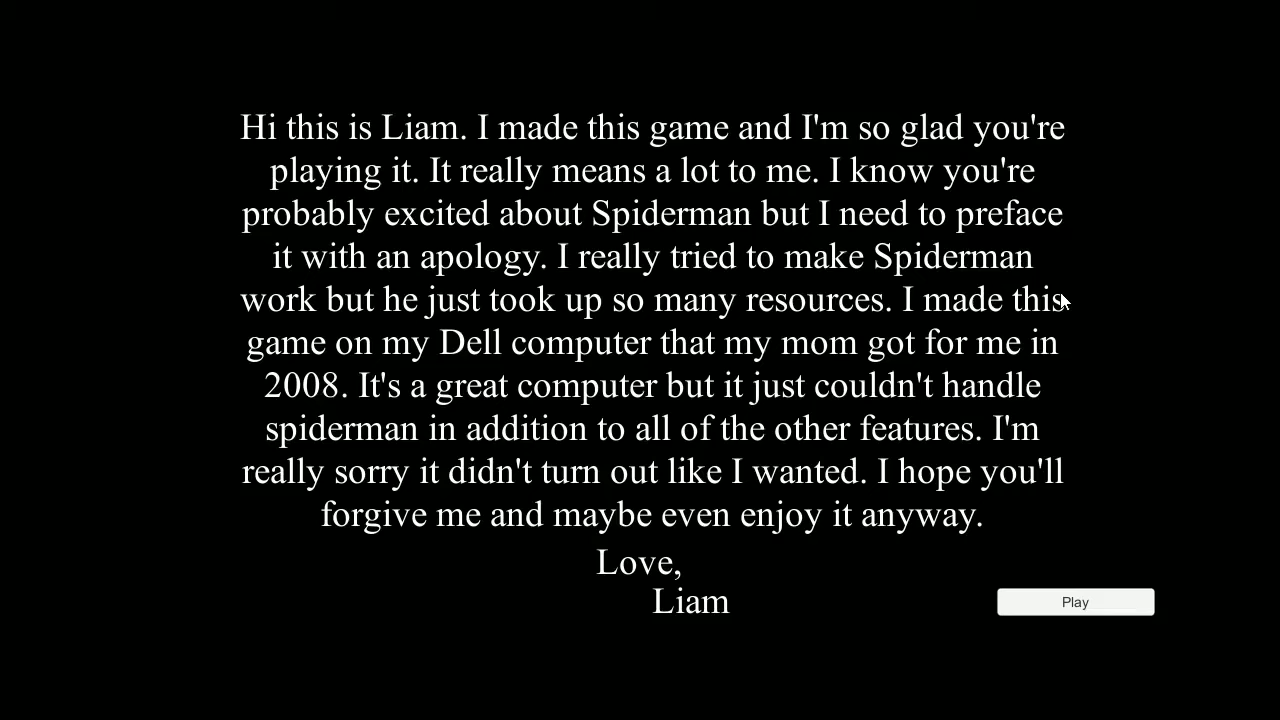 Hi this is Liam. I made this game and I'm so glad you're
playing it. It really means a lot to me. I know you're
probably excited about Spiderman but I need to preface
it with an apology. I really tried to make Spiderman
work but he just took up so many resources. I made this
game on my Dell computer that my mom got for me in
2008. It's a great computer but it just couldn't handle
spiderman in addition to all of the other features. I'm
really sorry it didn't turn out like I wanted. I hope you'll
forgive me and maybe even enjoy it anyway.
Love,
Liam
Play